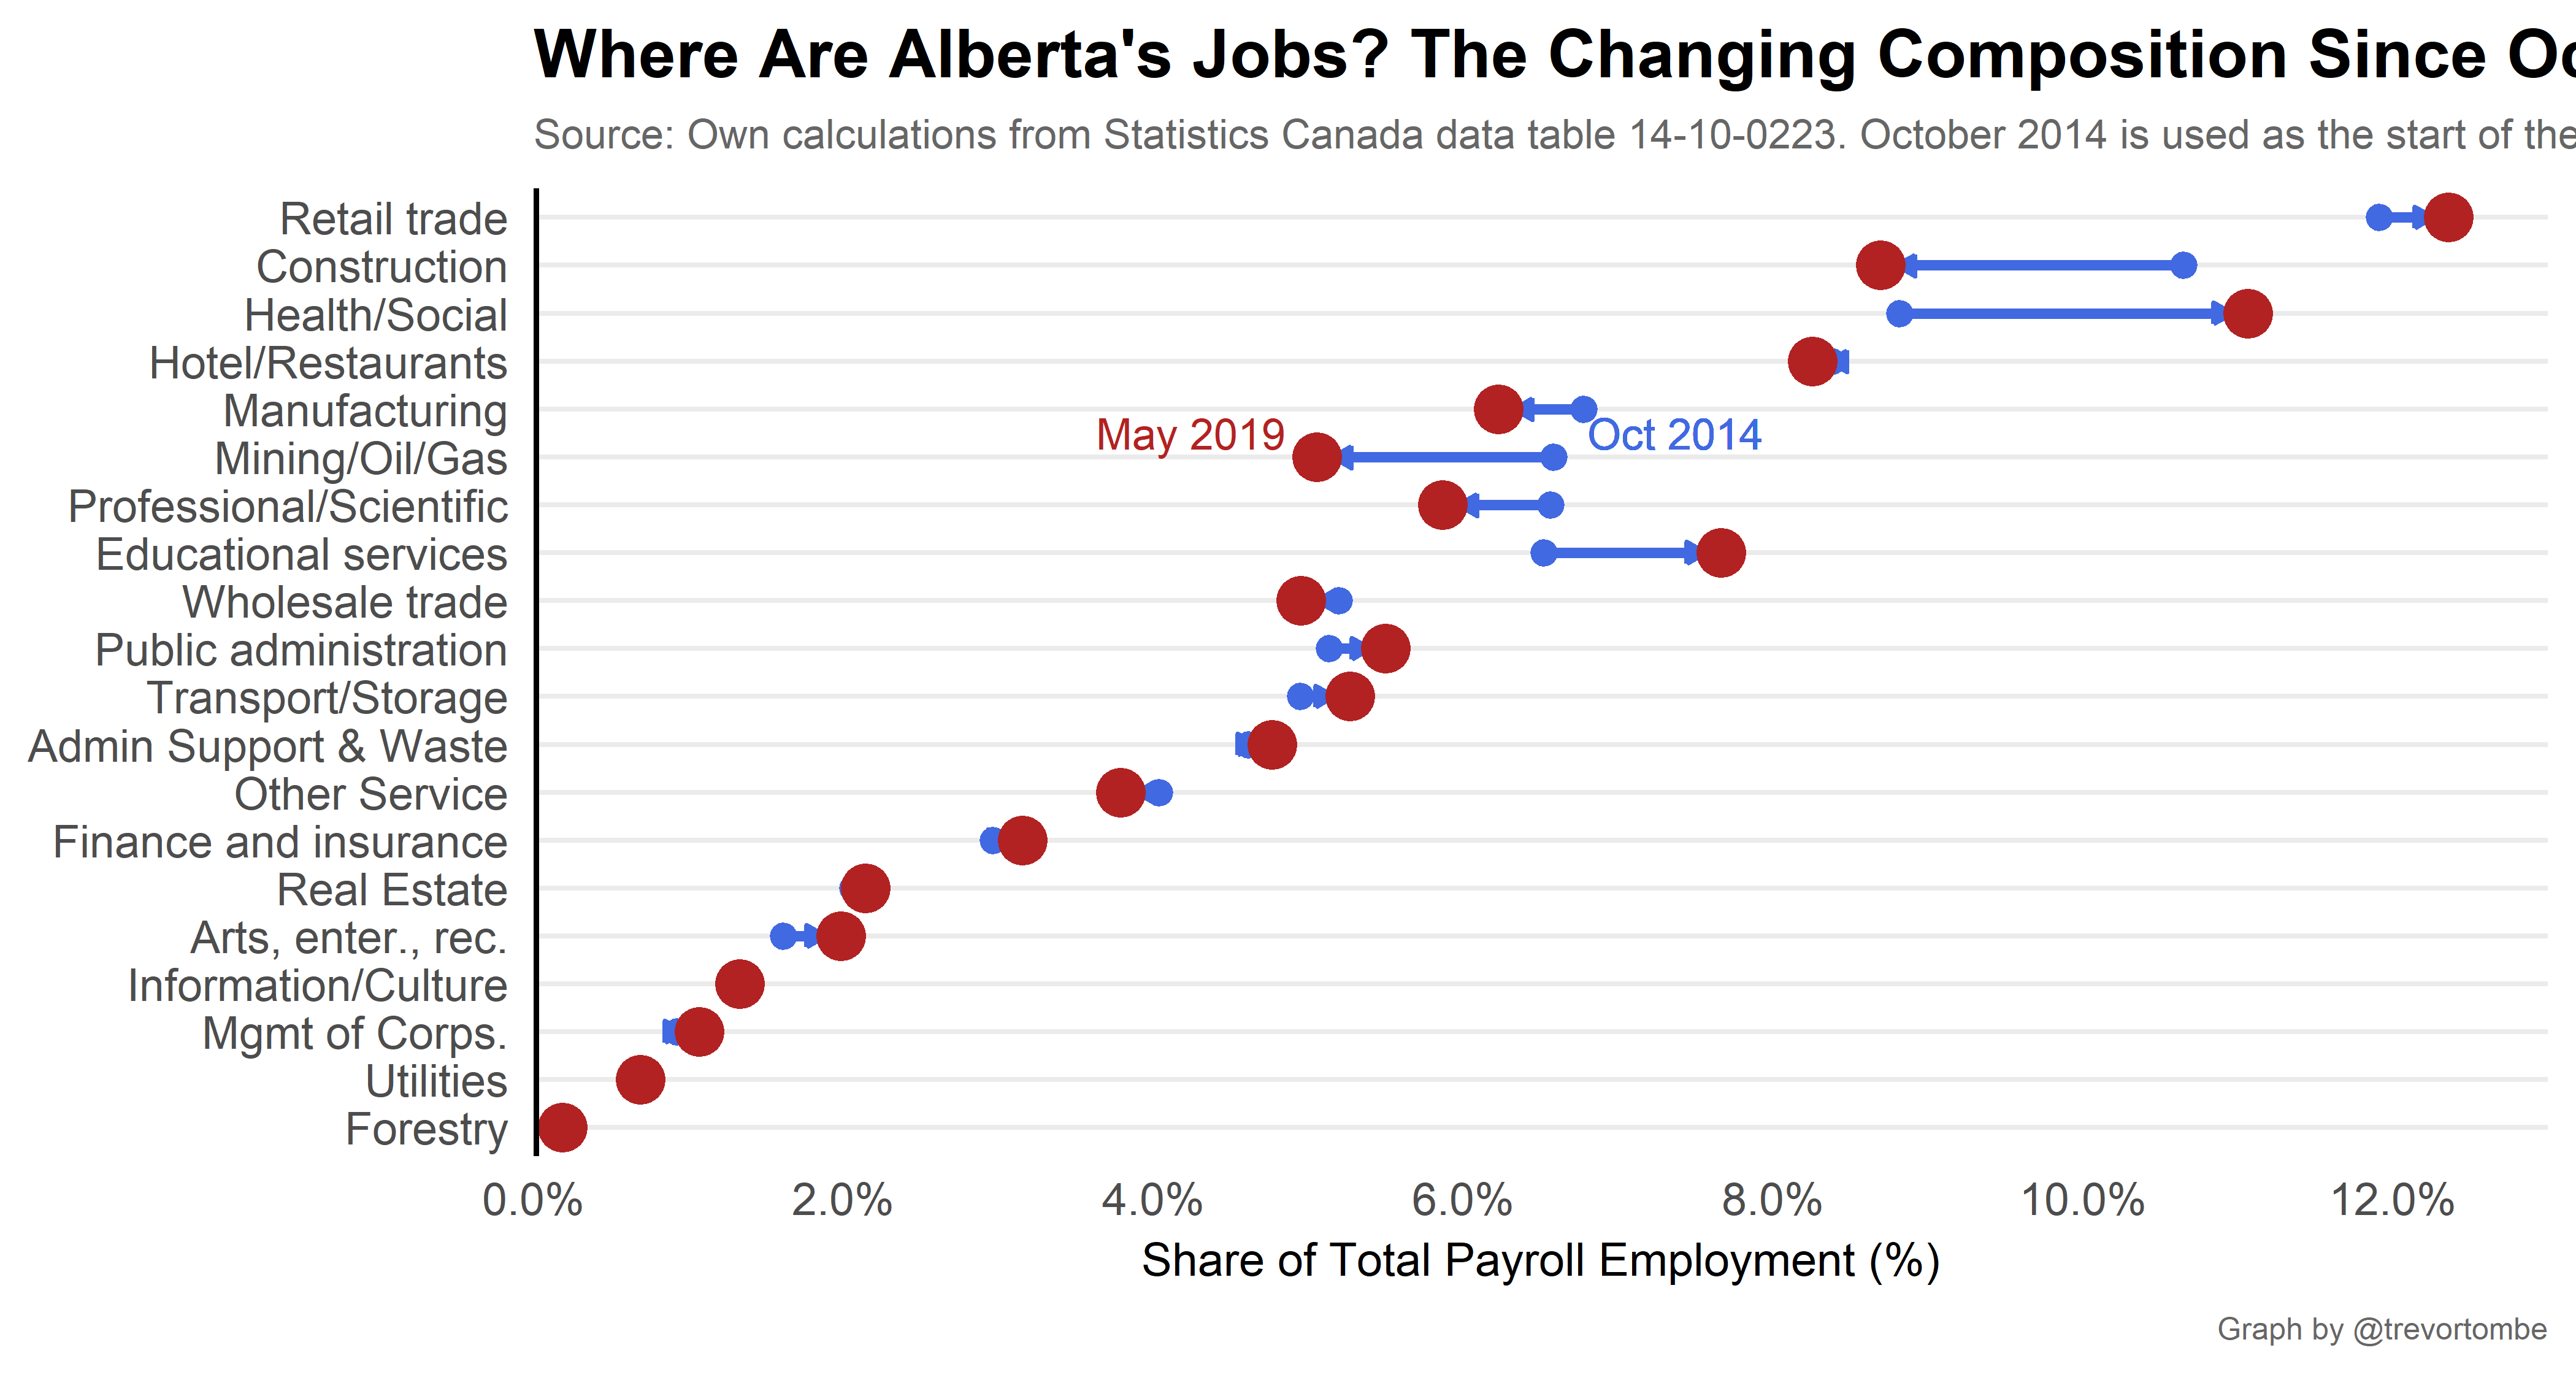 Where Are Alberta's Jobs? The Changing Composition Since Oc
Source: Own calculations from Statistics Canada data table 14-10-0223. October 2014 is used as the start of the
Retail trade
Construction
Health/Social
Hotel/Restaurants
Manufacturing
May 2019
Oct 2014
Mining/Oil/Gas
Professional/Scientific
Educational services
Wholesale trade
Public administration
Transport/Storage
Admin Support & Waste
Other Service
Finance and insurance
Real Estate
Arts, enter., rec.
Information/Culture
Mgmt of Corps.
Utilities
Forestry
0.0% 2.0% 4.0% 6.0% 8.0% 10.0% 12.0%
Share of Total Payroll Employment (%)
Graph by @trevortombe